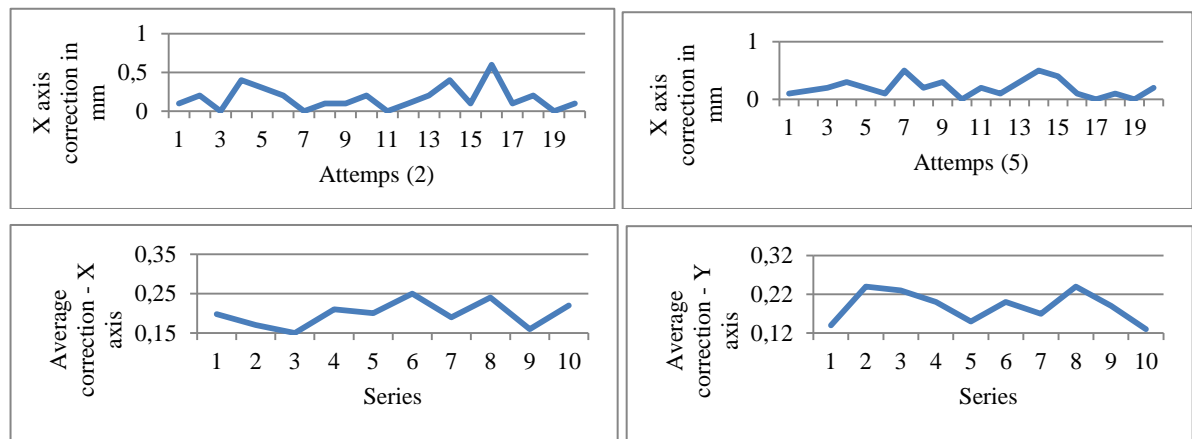 X axis
correction in
mm
1
0,5
0
1 3 5 7 9 11 13 15 17 19
Attemps (2)
X axis
correction in
mm
1
0
1 3 5 7 9 11 13 15 17 19
Attemps (5)
Average
correction - X
axis
0,35
0,25
0,15
1 2 3 4 5 6 7 8 9 10
Series
Average
correction - Y
axis
0,32
0,22
0,12
1 2 3 4 5 6 7 8 9 10
Series